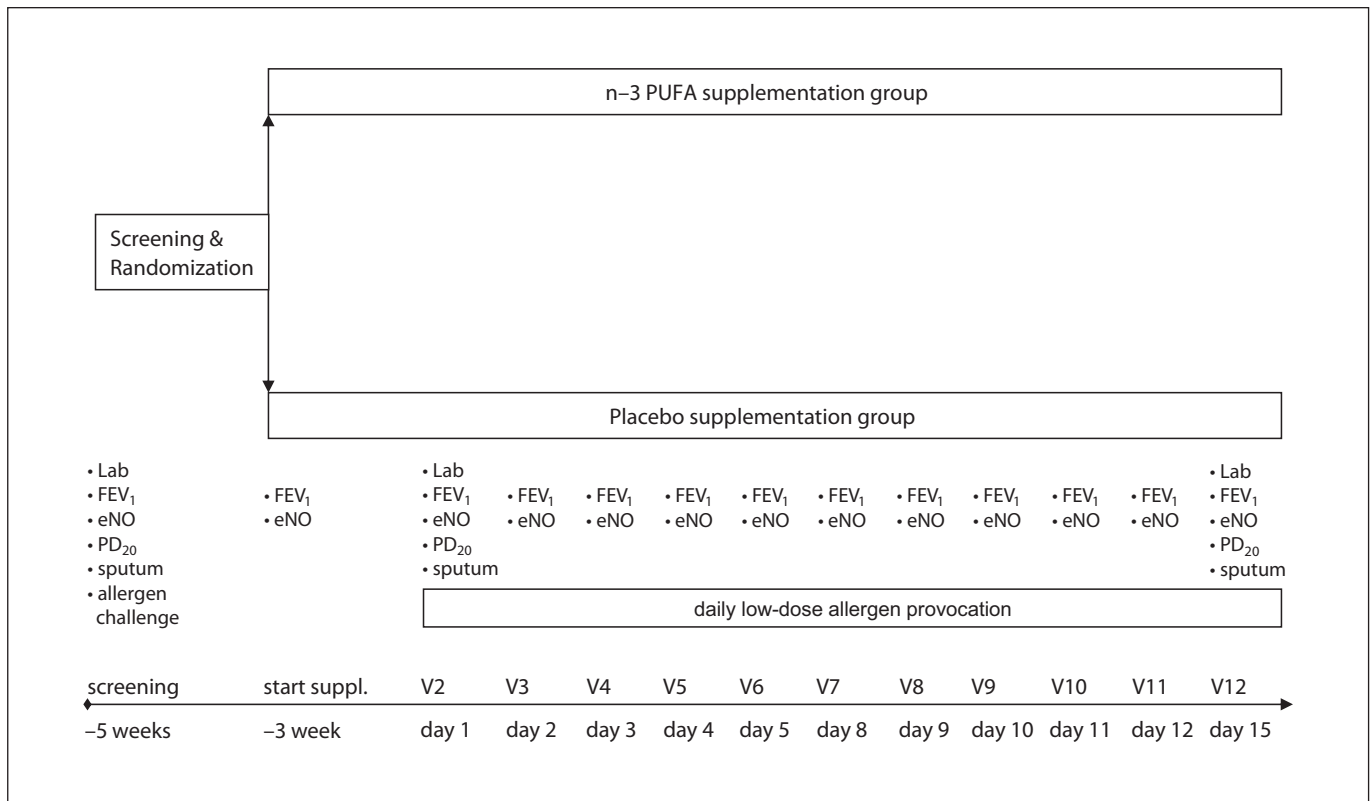 n–3 PUFA supplementation group
Screening &
Randomization
Placebo supplementation group
• Lab
• FEV₁
• eNO
• PD₂₀
• sputum
• allergen
challenge
• FEV₁
• eNO
• Lab
• FEV₁
• eNO
• PD₂₀
• sputum
• FEV₁
• eNO
• FEV₁
• eNO
• FEV₁
• eNO
• FEV₁
• eNO
• FEV₁
• eNO
• FEV₁
• eNO
• FEV₁
• eNO
• FEV₁
• eNO
• FEV₁
• eNO
• Lab
• FEV₁
• eNO
• PD₂₀
• sputum
daily low-dose allergen provocation
screening start suppl. V2 V3 V4 V5 V6 V7 V8 V9 V10 V11 V12
–5 weeks –3 week day 1 day 2 day 3 day 4 day 5 day 8 day 9 day 10 day 11 day 12 day 15